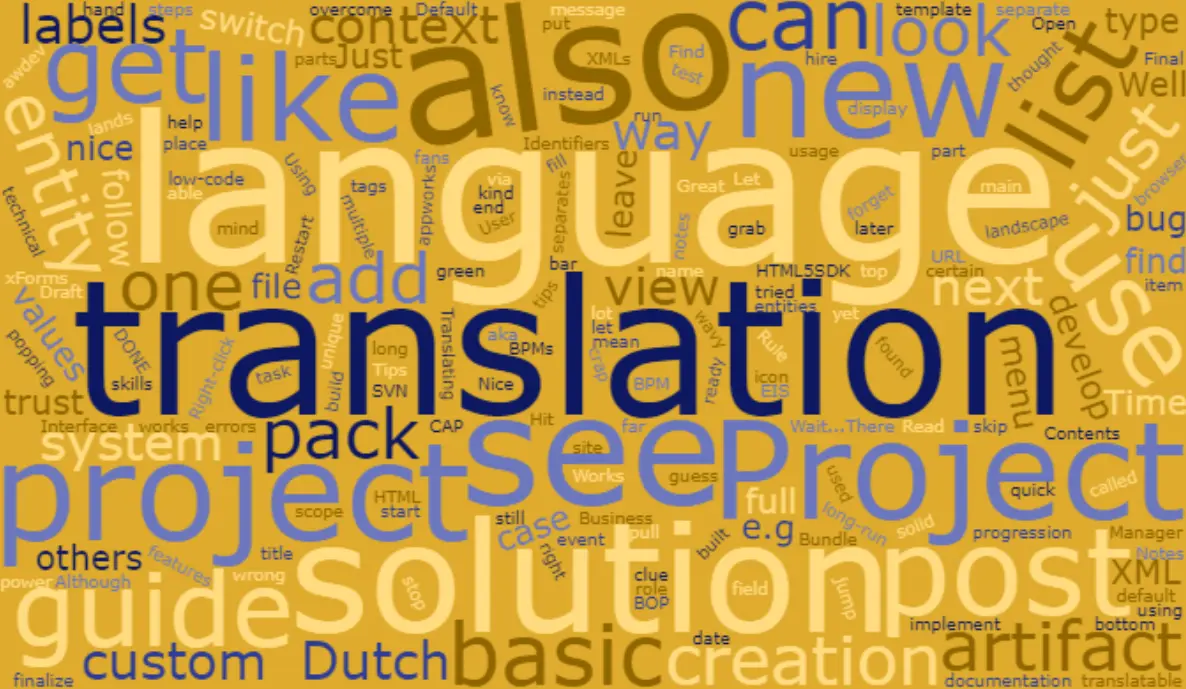 hand steps
overcome Default
message
template separate
labels
switch
context
put
can
look
Open
type
awdev
get
parts
Just
also
XMLs
Find
test
hire
new
thought
list
Final
Well
like
know
instead
run
way
display
entity
lands
help
place
nice
Identifiers
usage
part
just
browser
follow
low-code
able
Using
tags
fans
via
kind
end
User
fill
separates
leave
Great
Let
forget
main
language
technical
mind
multiple
appworks
notes
grab
later
landscape
bug
xForms
Draft
Restart
one
file
add
green
bar
tips
view
name
HTML5SDK
top
URL
certain
find
item
tried
entities
next
use
values
translation
popping
DONE
skills
Right-click
unique
build
task
long
Tips
SVN
Translating
aka
BPMs
Nice
lot
let
mean
crap
BPM
wavy
ready
yet
Rule
icon
EIS
found
menu
develop
trust
Time
Interface works errors
pack
CAP
Hit
far
Wait...There
Read
skip
Contents
system
see
site
Project
project
HTML
scope
start
Works
guess
full
used
quick
called
still
case
event
Business
pull
e.g
long-run
solid
Bundle
progression
Manager
others
features
title
right
built
Notes
power
Although
wrong
stop
solution
clue
role
BOP
field
jump
post
XML
default
using
guide
implement
bottom
custom
Dutch
basic
date
creation
artifact
finalize
documentation
translatable